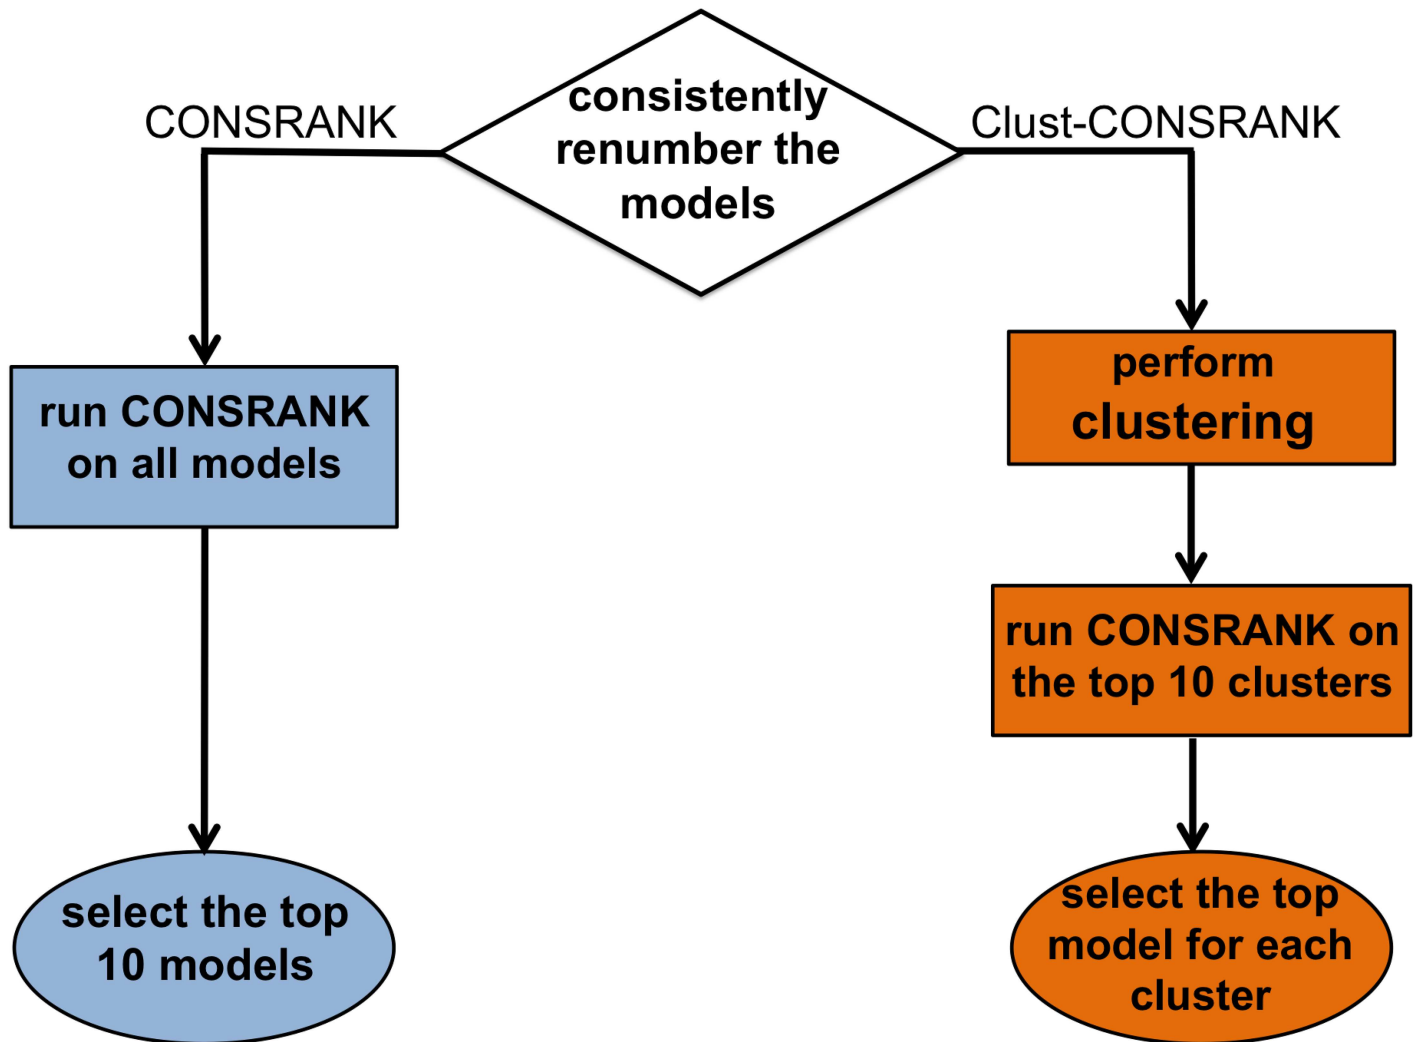 consistently
renumber the
models
CONSRANK
run CONSRANK
on all models
select the top
10 models
Clust-CONSRANK
perform
clustering
run CONSRANK on
the top 10 clusters
select the top
model for each
cluster